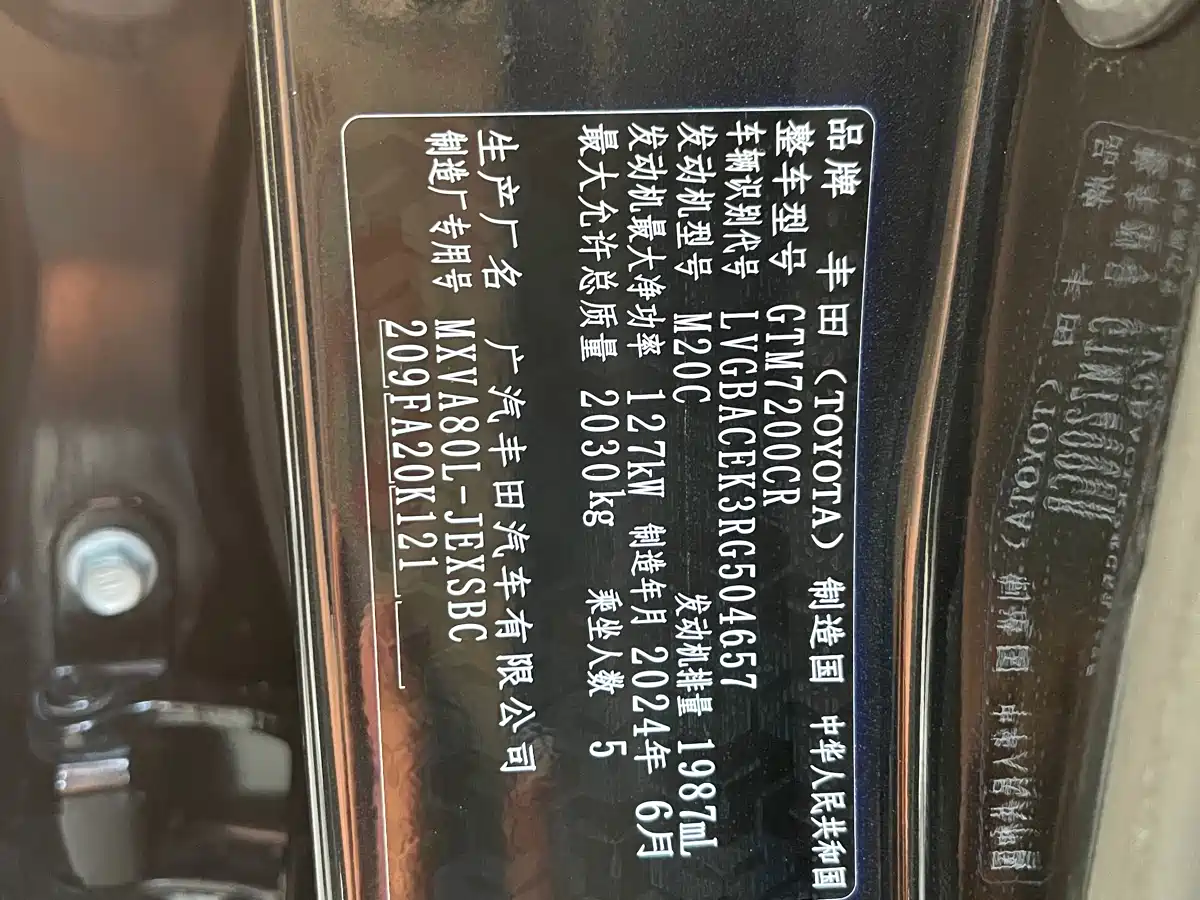 品牌 丰田（TOYOTA）制造国 中华人民共和国
整车型号 GTM7200CR
车辆识别代号 LVGBACEK3RG504657
发动机型号 M20C 发动机排量 1987mL
发动机最大净功率 127kW 制造年月 2024年 6月
最大允许总质量 2030kg 乘坐人数 5
生产厂名 广汽丰田汽车有限公司
制造厂专用号 MXVA80L-JEXSBC
209FA20K121